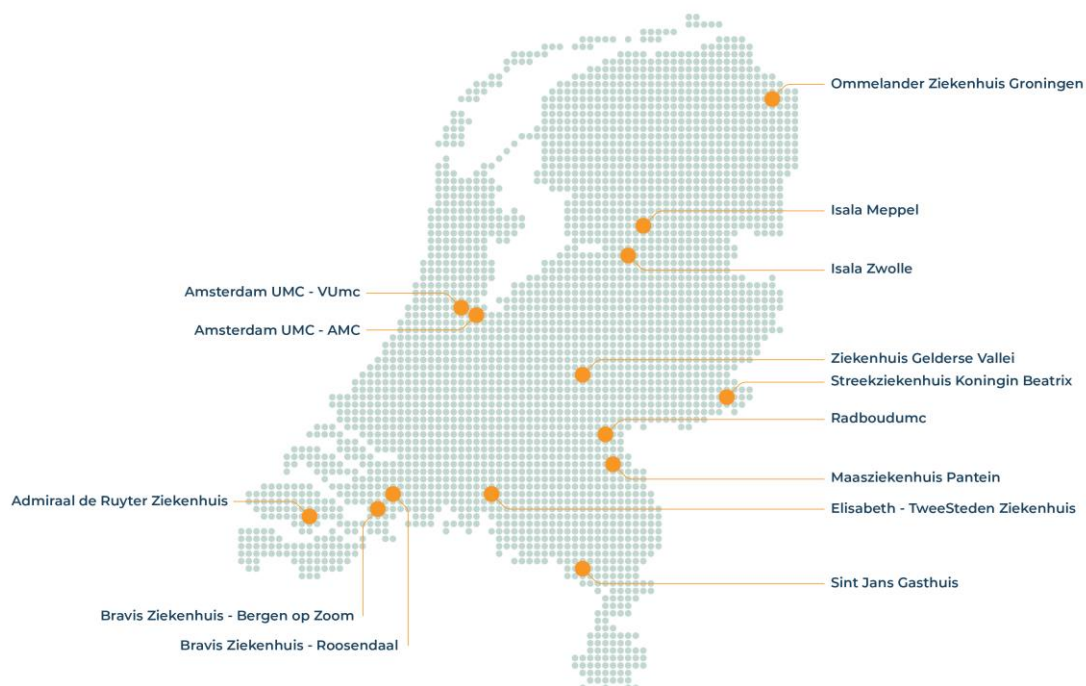 Ommelander Ziekenhuis Groningen
Isala Meppel
Isala Zwolle
Amsterdam UMC - VUmc
Amsterdam UMC - AMC
Ziekenhuis Gelderse Vallei
Streekziekenhuis Koningin Beatrix
Radboudumc
Maasziekenhuis Pantein
Admiraal de Ruyter Ziekenhuis
Elisabeth - TweeSteden Ziekenhuis
Sint Jans Gasthuis
Bravis Ziekenhuis - Bergen op Zoom
Bravis Ziekenhuis - Roosendaal